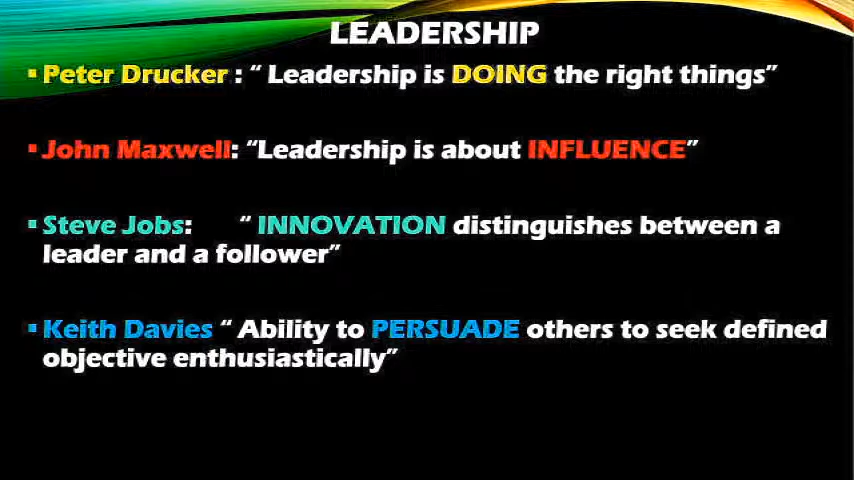 LEADERSHIP
▪ Peter Drucker : “ Leadership is DOING the right things”
▪ John Maxwell: “Leadership is about INFLUENCE”
▪ Steve Jobs: “ INNOVATION distinguishes between a
leader and a follower”
▪ Keith Davies “ Ability to PERSUADE others to seek defined
objective enthusiastically”